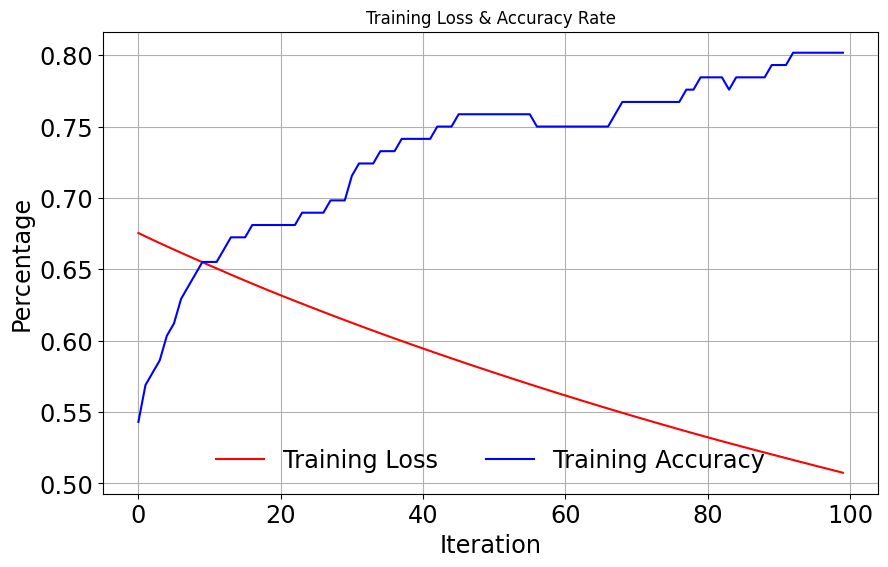 Training Loss & Accuracy Rate
0.80
0.75
0.70
0.65
0.60
0.55
0.50
Percentage
Training Loss
Training Accuracy
0
20
40
60
80
100
Iteration